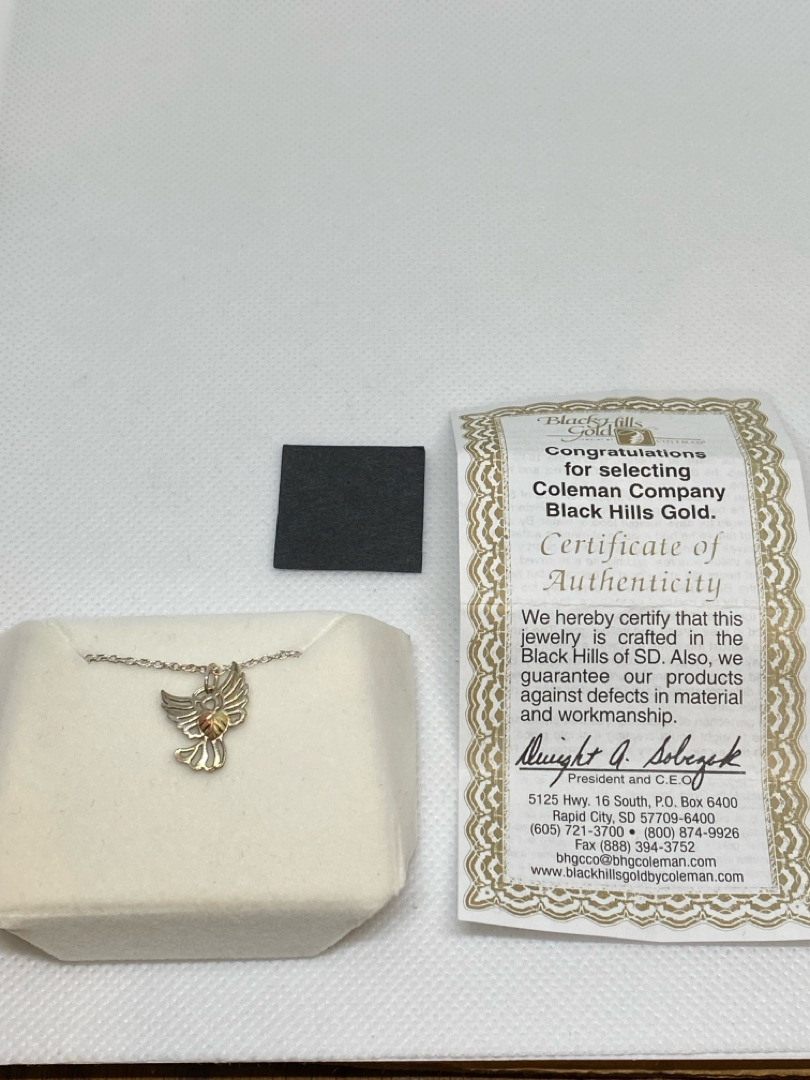 Black Hills
Gold
Congratulations
for selecting
Coleman Company
Black Hills Gold.
Certificate of
Authenticity
We hereby certify that this
jewelry is crafted in the
Black Hills of SD. Also, we
guarantee our products
against defects in material
and workmanship.
Dwight A. Sobczak
President and C.E.O
5125 Hwy. 16 South, P.O. Box 6400
Rapid City, SD 57709-6400
(605) 721-3700 • (800) 874-9926
Fax (888) 394-3752
bhgcco@bhgcoleman.com
www.blackhillsgoldbycoleman.com